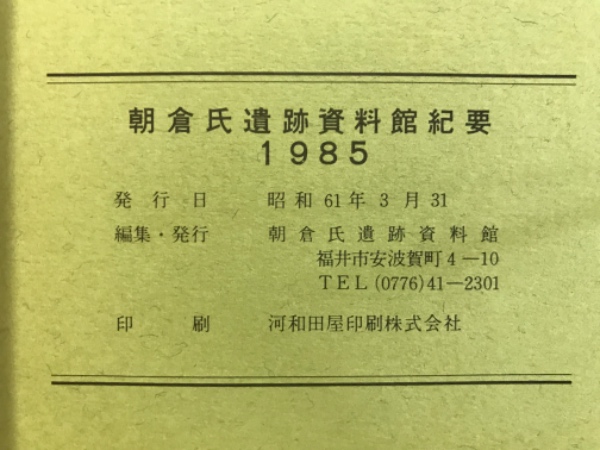 朝倉氏遺跡資料館紀要
1985
発行日 昭和61年3月31
編集・発行 朝倉氏遺跡資料館
福井市安波賀町4―10
TEL(0776)41―2301
印刷 河和田屋印刷株式会社